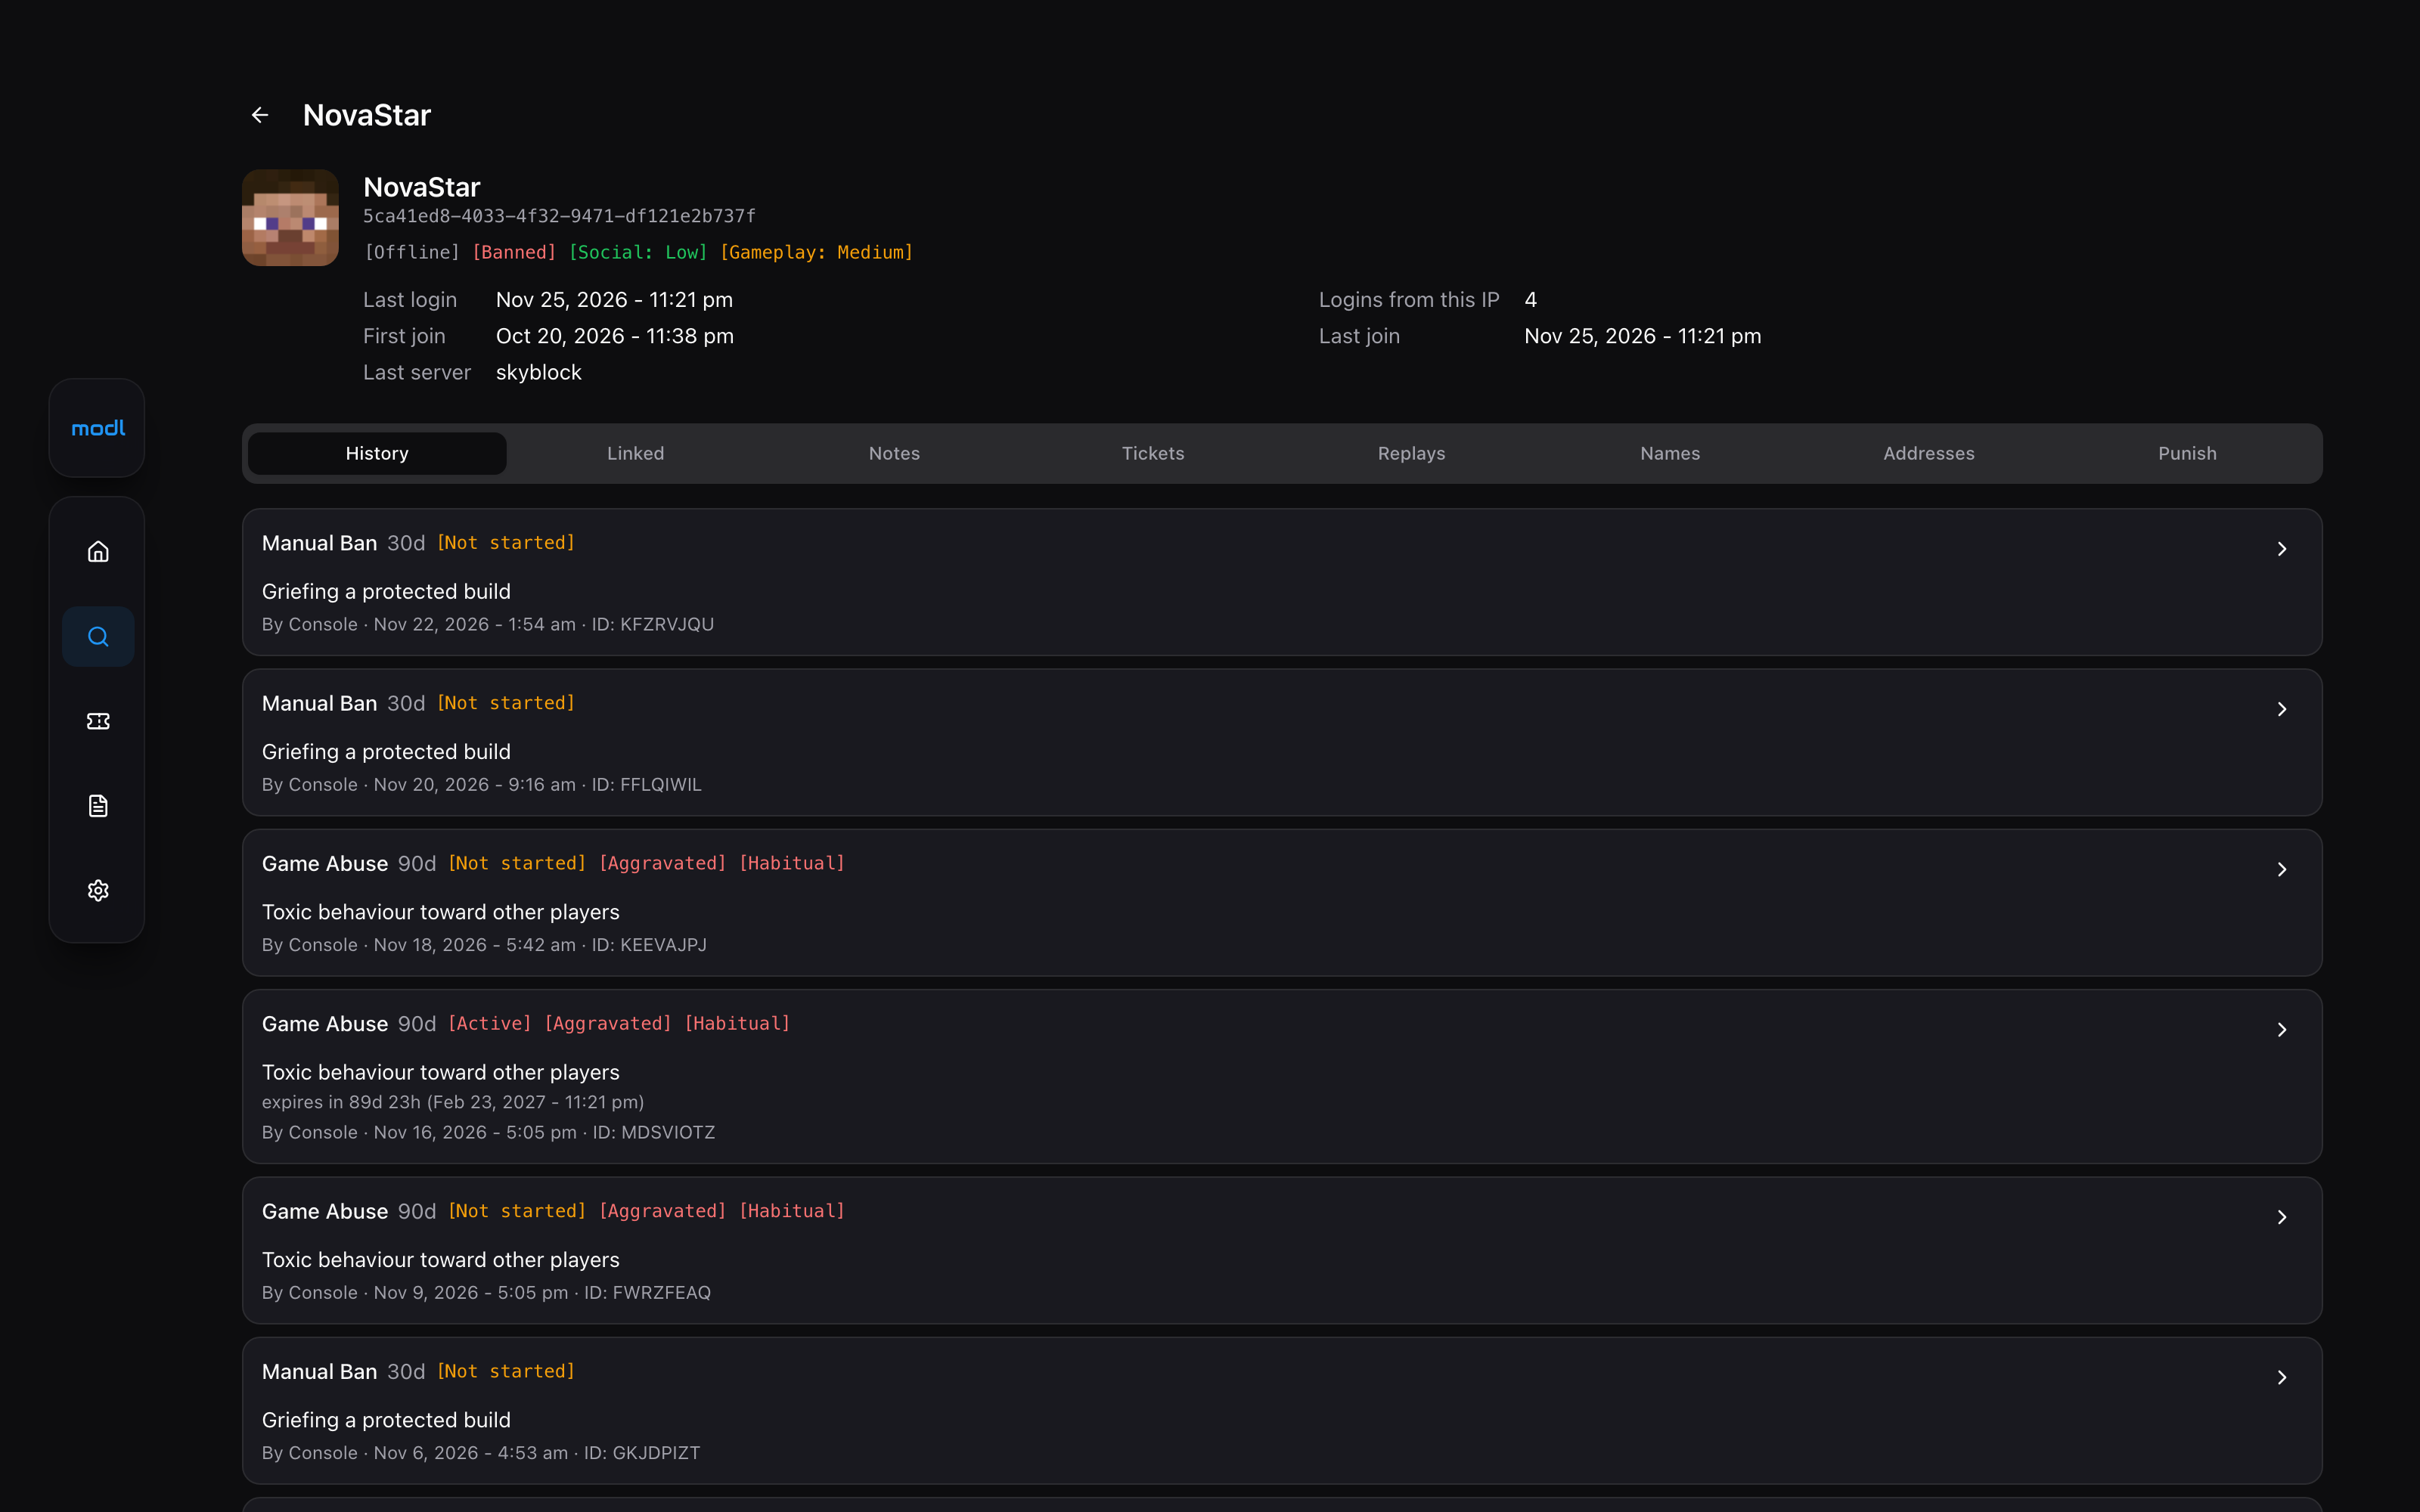 NovaStar
NovaStar
5ca41ed8-4033-4f32-9471-df121e2b737f
[Offline] [Banned] [Social: Low] [Gameplay: Medium]
Last login Nov 25, 2026 - 11:21 pm Logins from this IP 4
First join Oct 20, 2026 - 11:38 pm Last join Nov 25, 2026 - 11:21 pm
Last server skyblock
modl
History Linked Notes Tickets Replays Names Addresses Punish
Manual Ban 30d [Not started]
Griefing a protected build
By Console · Nov 22, 2026 - 1:54 am · ID: KFZRVJQU
Manual Ban 30d [Not started]
Griefing a protected build
By Console · Nov 20, 2026 - 9:16 am · ID: FFLQIWIL
Game Abuse 90d [Not started] [Aggravated] [Habitual]
Toxic behaviour toward other players
By Console · Nov 18, 2026 - 5:42 am · ID: KEEVAJPJ
Game Abuse 90d [Active] [Aggravated] [Habitual]
Toxic behaviour toward other players
expires in 89d 23h (Feb 23, 2027 - 11:21 pm)
By Console · Nov 16, 2026 - 5:05 pm · ID: MDSVIOTZ
Game Abuse 90d [Not started] [Aggravated] [Habitual]
Toxic behaviour toward other players
By Console · Nov 9, 2026 - 5:05 pm · ID: FWRZFEAQ
Manual Ban 30d [Not started]
Griefing a protected build
By Console · Nov 6, 2026 - 4:53 am · ID: GKJDPIZT